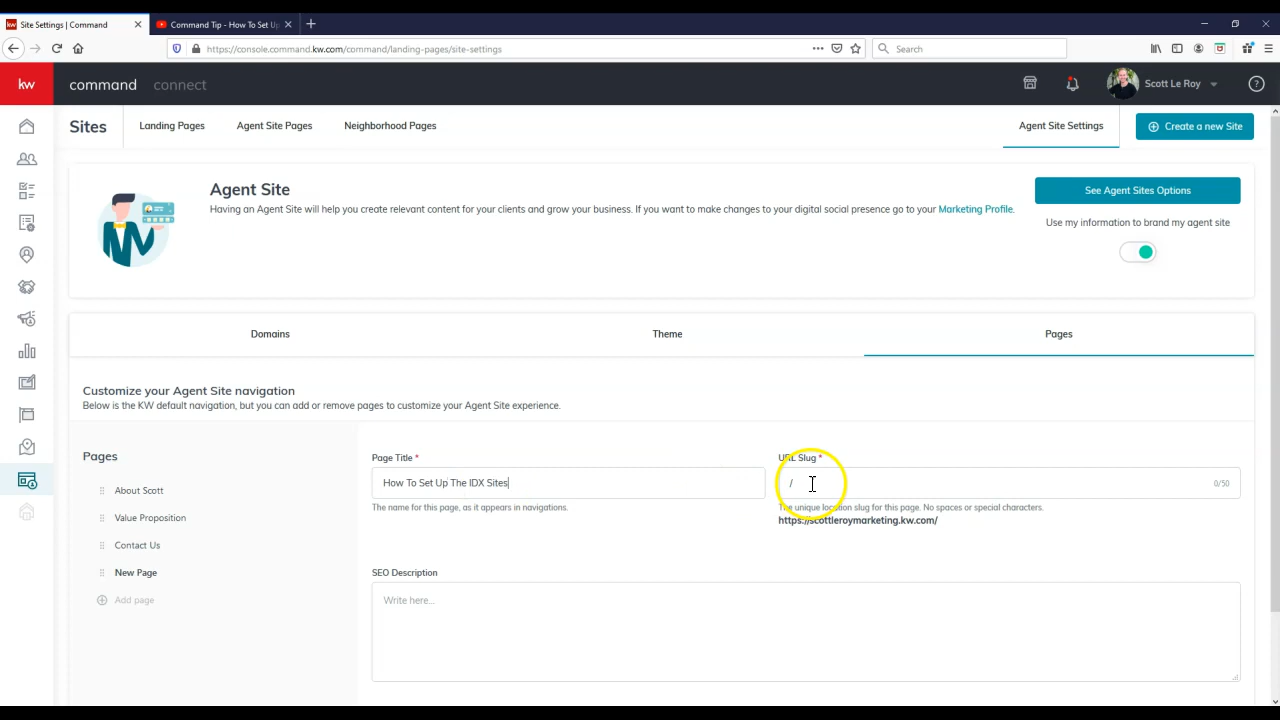 Site Settings | Command
Command Tip - How To Set Up
https://console.command.kw.com/command/landing-pages/site-settings
Search
kw
command
connect
Scott Le Roy
Sites
Landing Pages
Agent Site Pages
Neighborhood Pages
Agent Site Settings
Create a new Site
Agent Site
Having an Agent Site will help you create relevant content for your clients and grow your business. If you want to make changes to your digital social presence go to your Marketing Profile.
See Agent Sites Options
Use my information to brand my agent site
Domains
Theme
Pages
Customize your Agent Site navigation
Below is the KW default navigation, but you can add or remove pages to customize your Agent Site experience.
Pages
About Scott
Value Proposition
Contact Us
New Page
Add page
Page Title *
How To Set Up The IDX Sites
The name for this page, as it appears in navigations.
URL Slug *
/
0/50
The unique location slug for this page. No spaces or special characters.
https://scottleroymarketing.kw.com/
SEO Description
Write here...